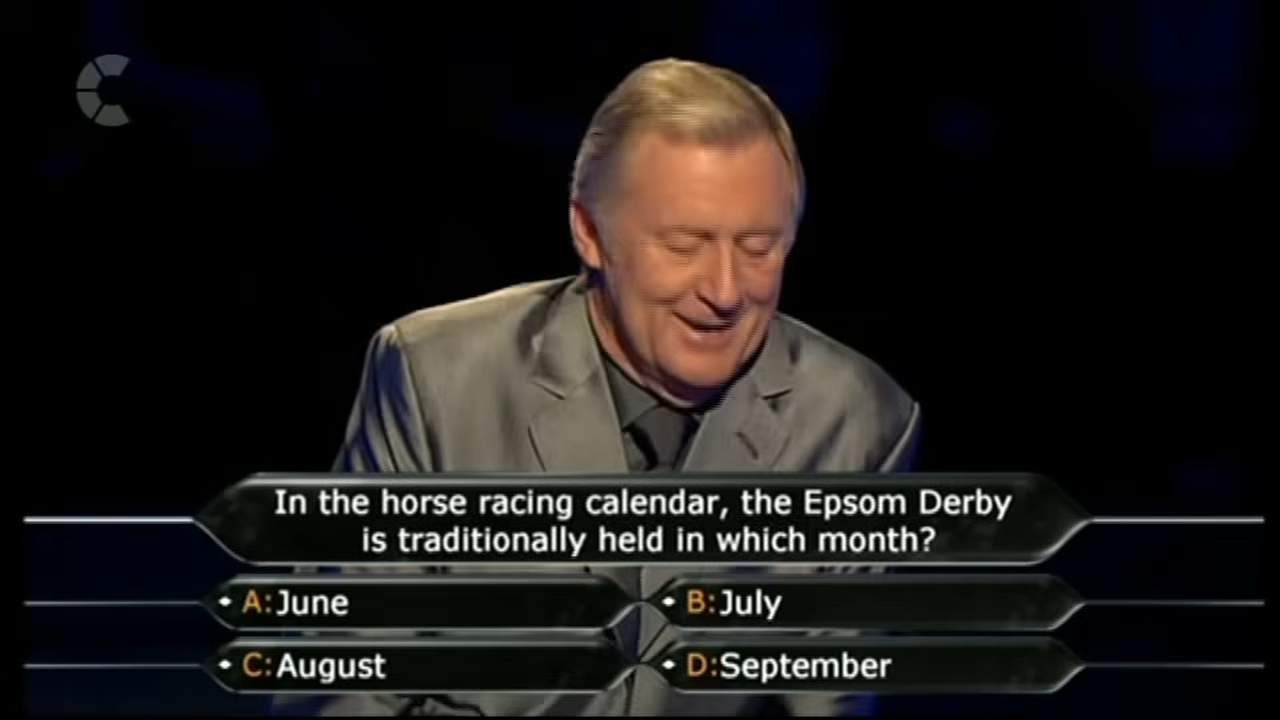 In the horse racing calendar, the Epsom Derby
is traditionally held in which month?
A: June
B: July
C: August
D: September